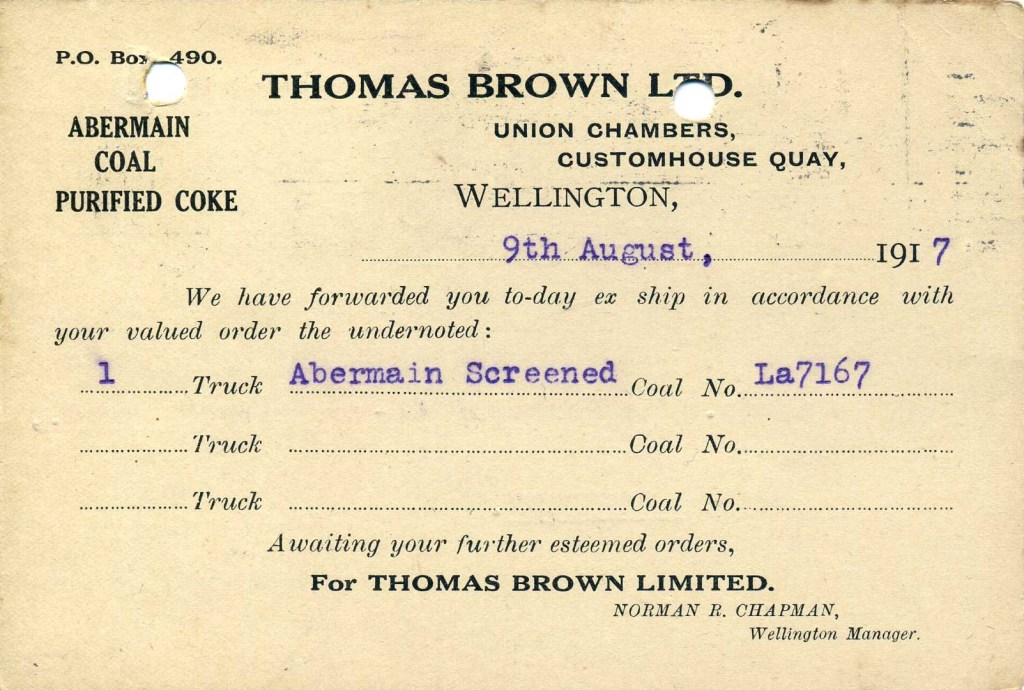 P.O. Box 490.
THOMAS BROWN LTD.
ABERMAIN
COAL
PURIFIED COKE
UNION CHAMBERS,
CUSTOMHOUSE QUAY,
WELLINGTON,
9th August, 1917
We have forwarded you to-day ex ship in accordance with
your valued order the undernoted:
1 Truck Abermain Screened Coal No. La7167
Truck Coal No.
Truck Coal No.
Awaiting your further esteemed orders,
For THOMAS BROWN LIMITED.
NORMAN R. CHAPMAN,
Wellington Manager.